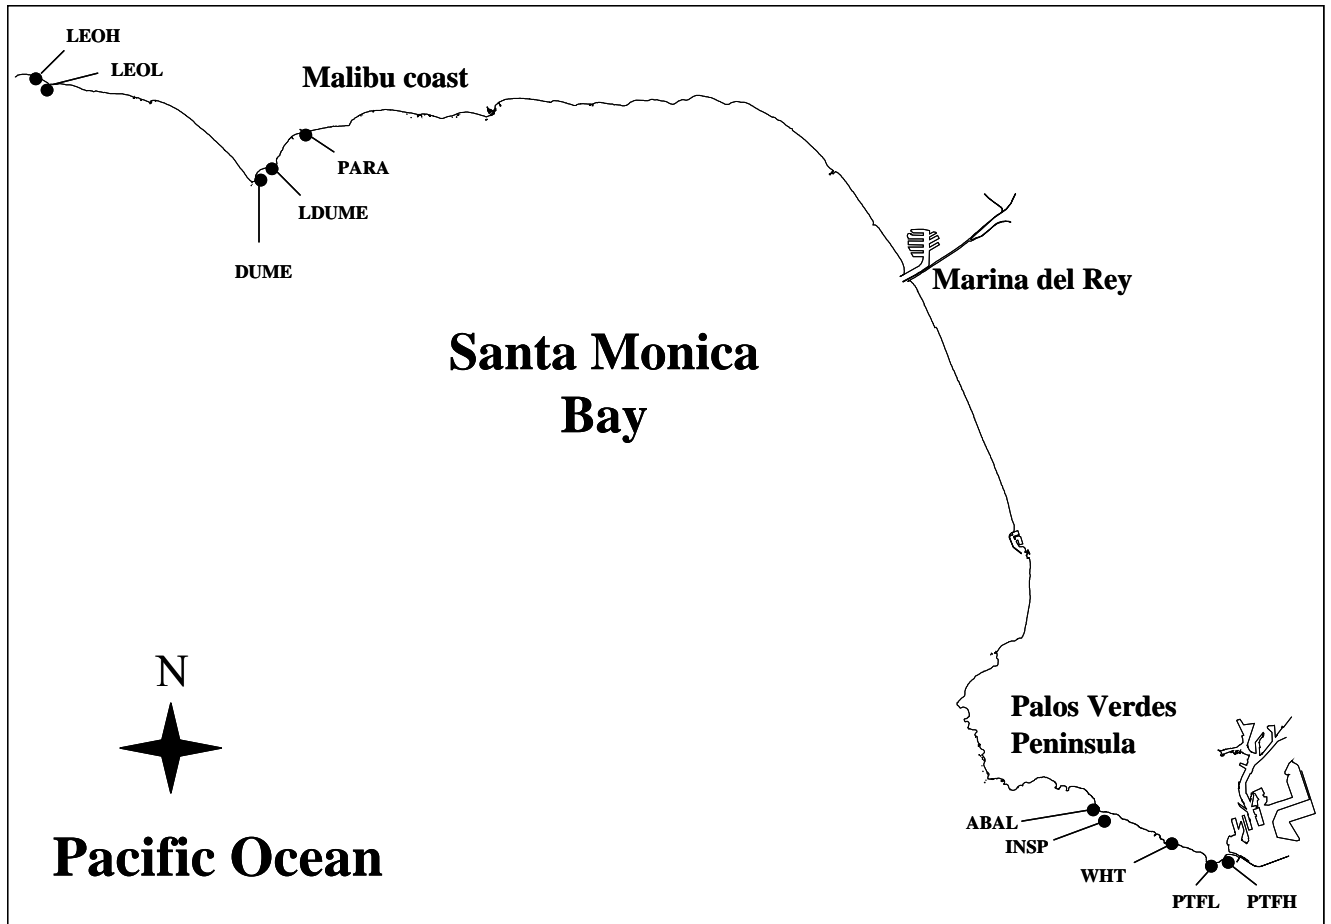 LEOH
LEOL
Malibu coast
PARA
LDUME
DUME
Marina del Rey
Santa Monica
Bay
N
Palos Verdes
Peninsula
ABAL
INSP
WHT
PTFL
PTFH
Pacific Ocean